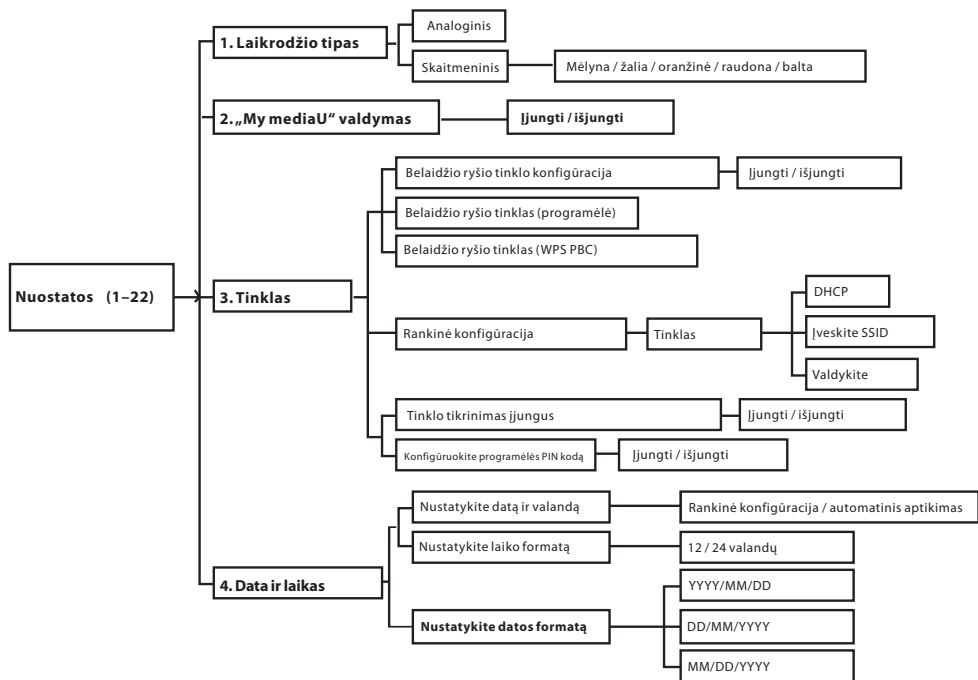 1. Laikrodžio tipas
Analoginis
Skaitmeninis
Mėlyna / žalia / oranžinė / raudona / balta
2. „My mediaU“ valdymas
Įjungti / išjungti
Nuostatos (1–22)
3. Tinklas
Belaidžio ryšio tinklo konfigūracija
Įjungti / išjungti
Belaidžio ryšio tinklas (programėlė)
Belaidžio ryšio tinklas (WPS PBC)
Rankinė konfigūracija
Tinklas
DHCP
Įveskite SSID
Valdykite
Tinklo tikrinimas įjungus
Įjungti / išjungti
Konfigūruokite programėlės PIN kodą
Įjungti / išjungti
4. Data ir laikas
Nustatykite datą ir valandą
Rankinė konfigūracija / automatinis aptikimas
Nustatykite laiko formatą
12 / 24 valandų
Nustatykite datos formatą
YYYY/MM/DD
DD/MM/YYYY
MM/DD/YYYY